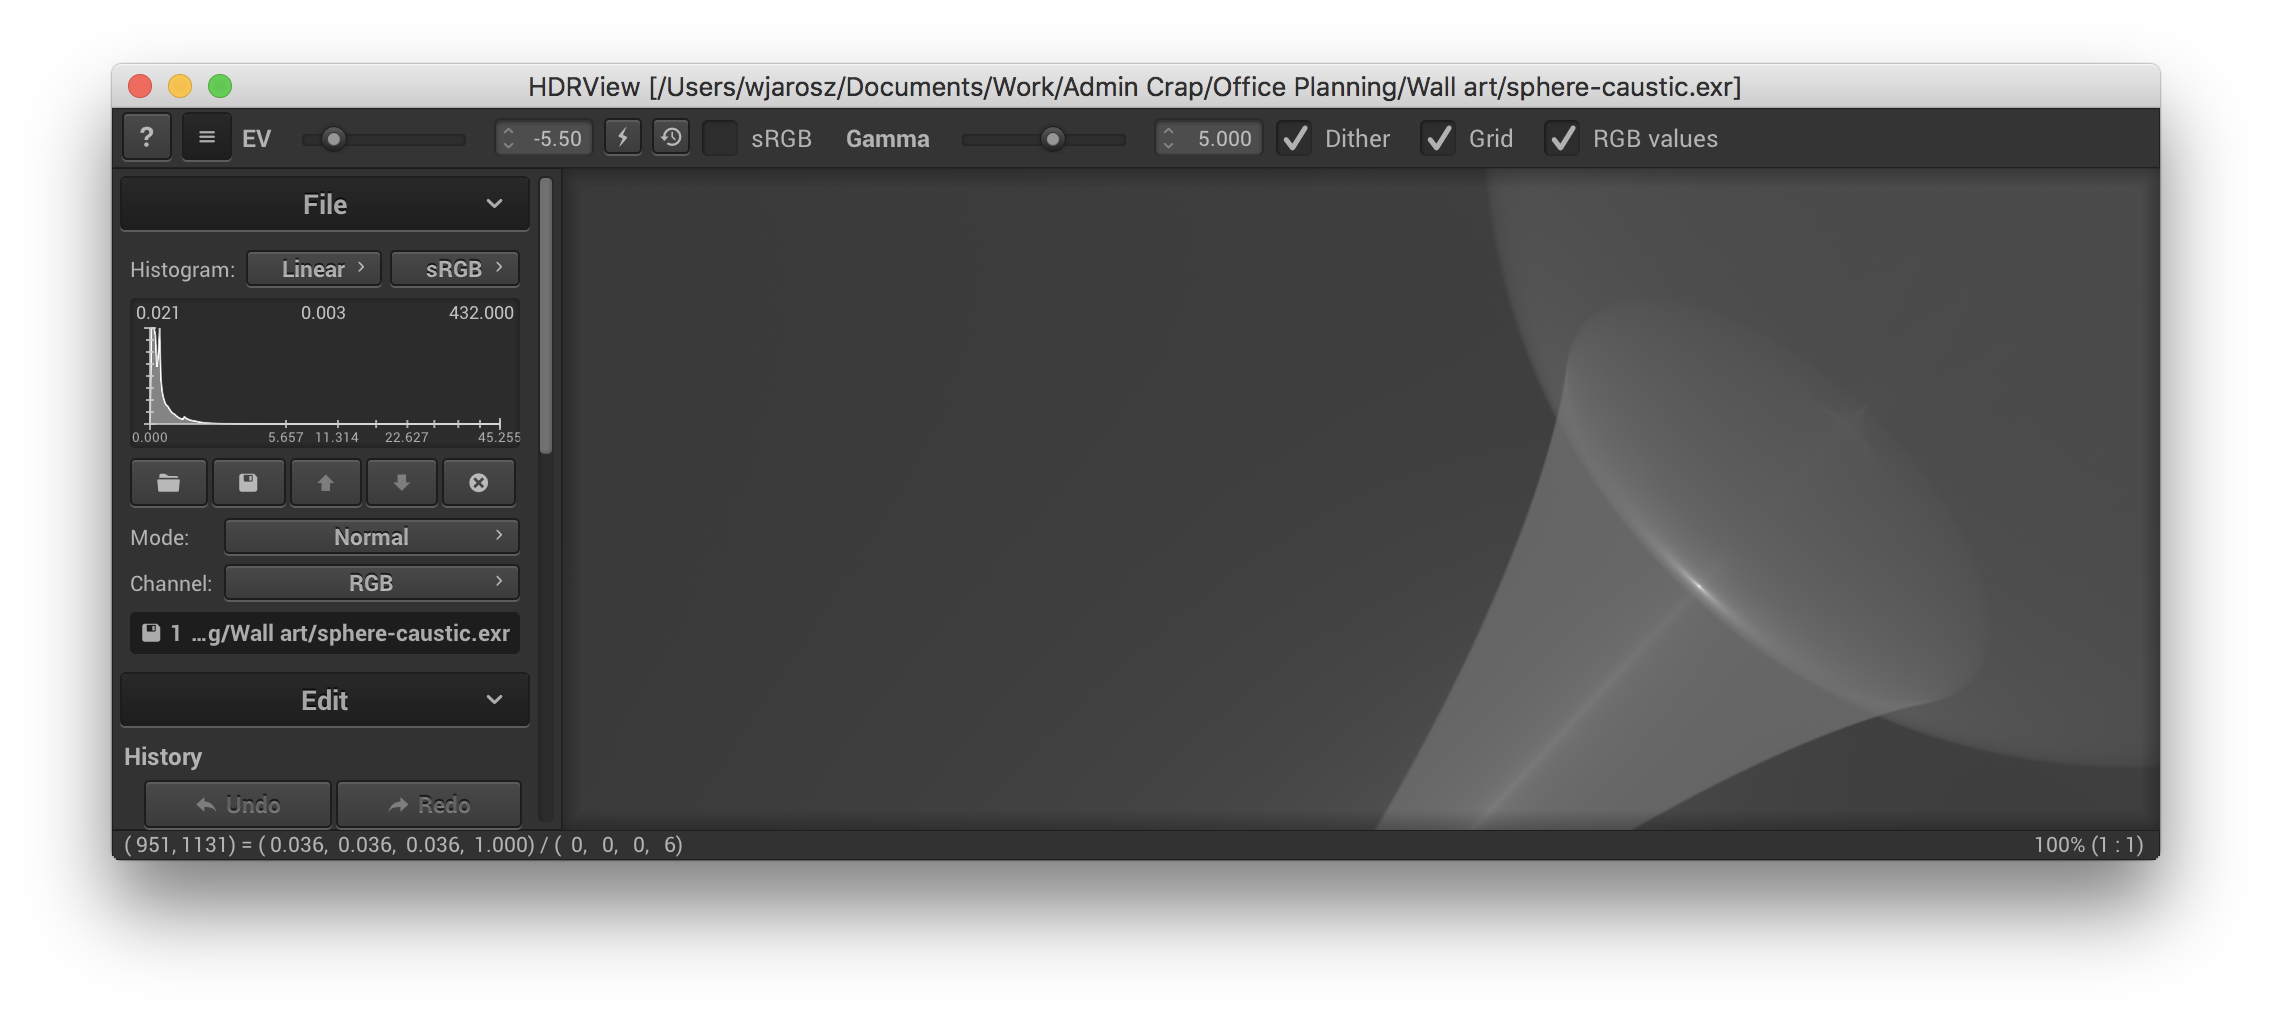 HDRView [/Users/wjarosz/Documents/Work/Admin Crap/Office Planning/Wall art/sphere-caustic.exr]
? EV -5.50 sRGB Gamma 5.000 Dither Grid RGB values
File
Histogram: Linear sRGB
0.021 0.003 432.000
0.000 5.657 11.314 22.627 45.255
Mode: Normal
Channel: RGB
1 ...g/Wall art/sphere-caustic.exr
Edit
History
Undo Redo
( 951, 1131) = ( 0.036, 0.036, 0.036, 1.000) / ( 0, 0, 0, 6)
100% (1 : 1)